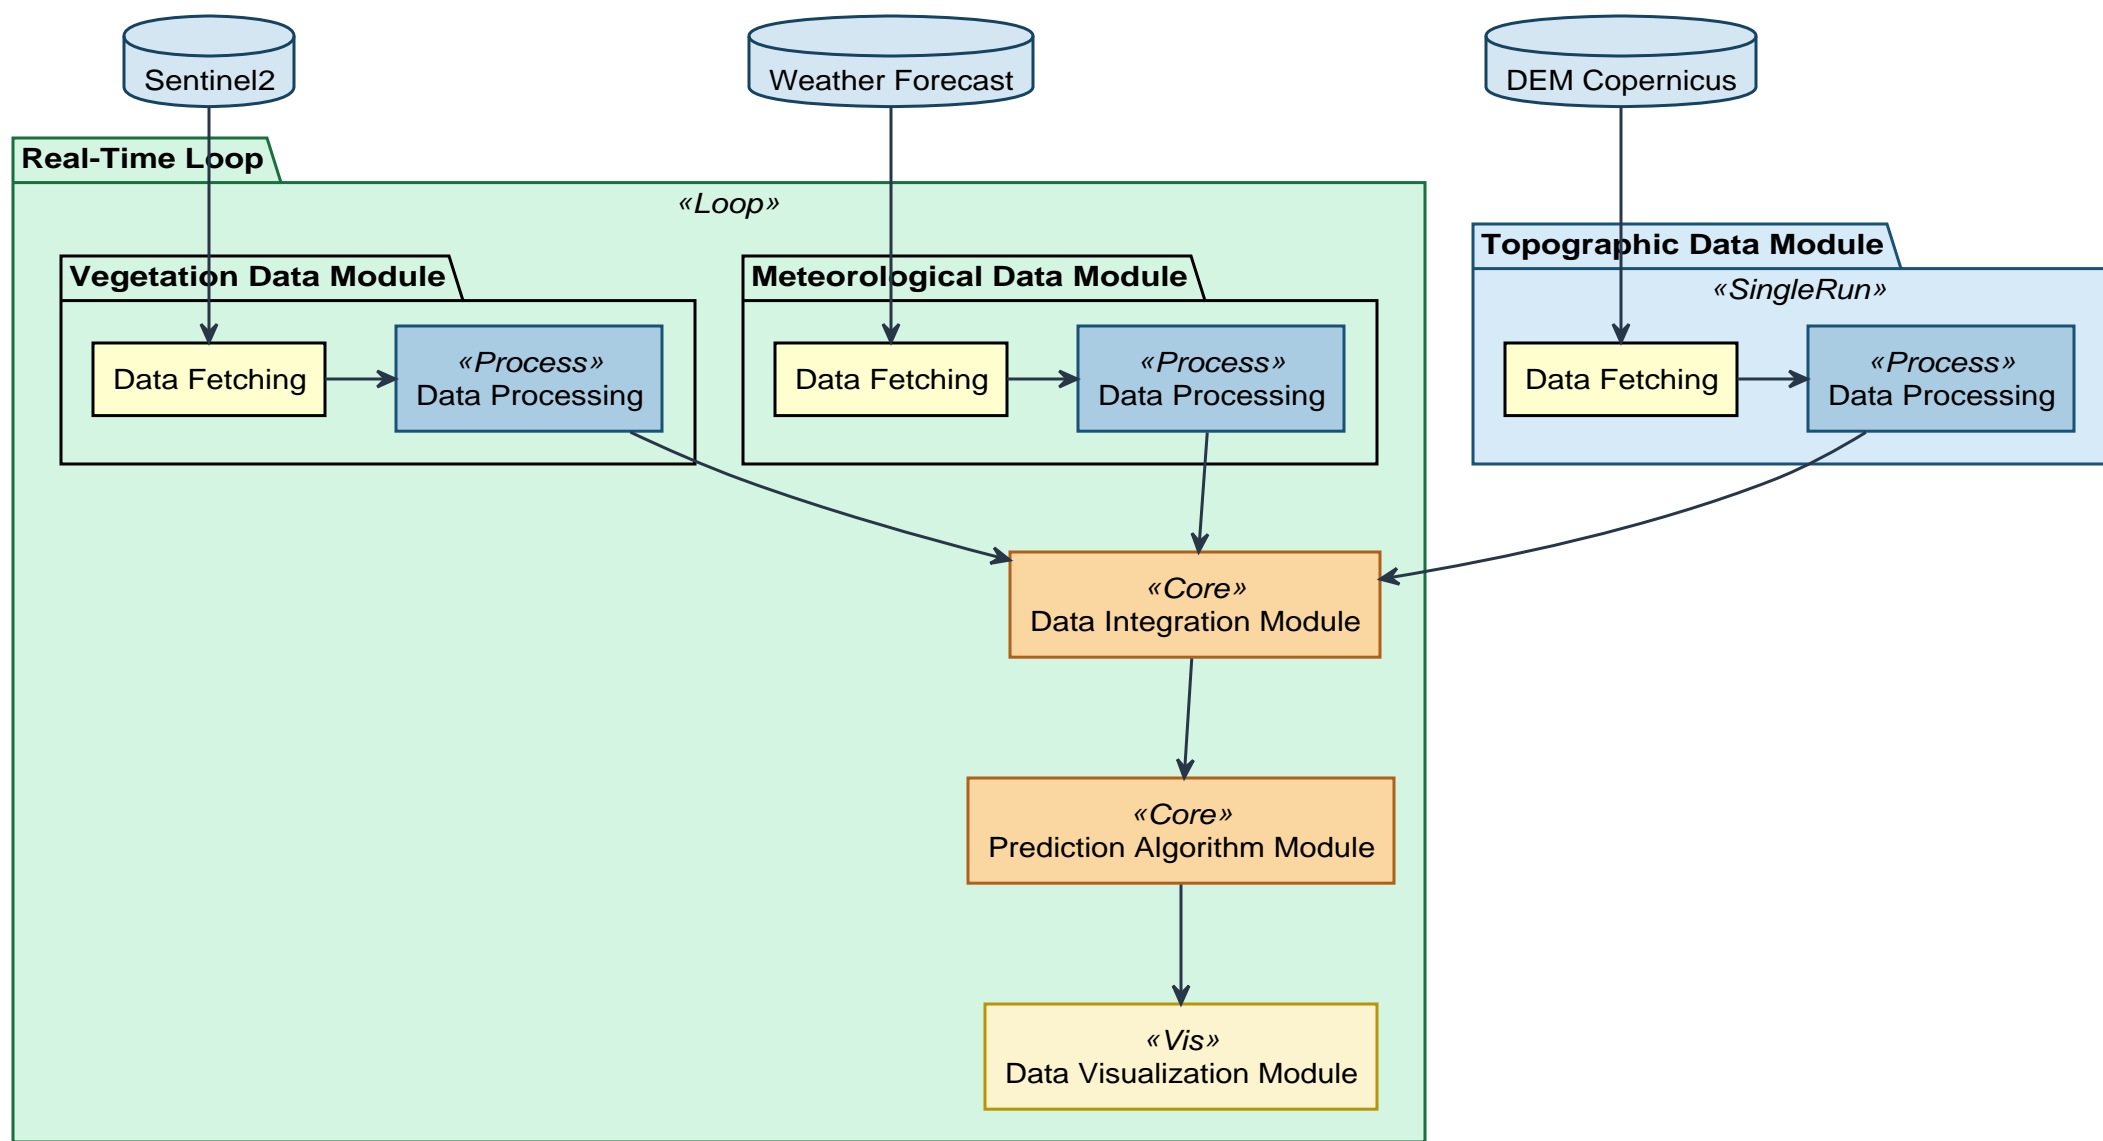 Sentinel2
Weather Forecast
DEM Copernicus
Real-Time Loop
«Loop»
Vegetation Data Module
Data Fetching
«Process»
Data Processing
Meteorological Data Module
Data Fetching
«Process»
Data Processing
Topographic Data Module
«SingleRun»
Data Fetching
«Process»
Data Processing
«Core»
Data Integration Module
«Core»
Prediction Algorithm Module
«Vis»
Data Visualization Module